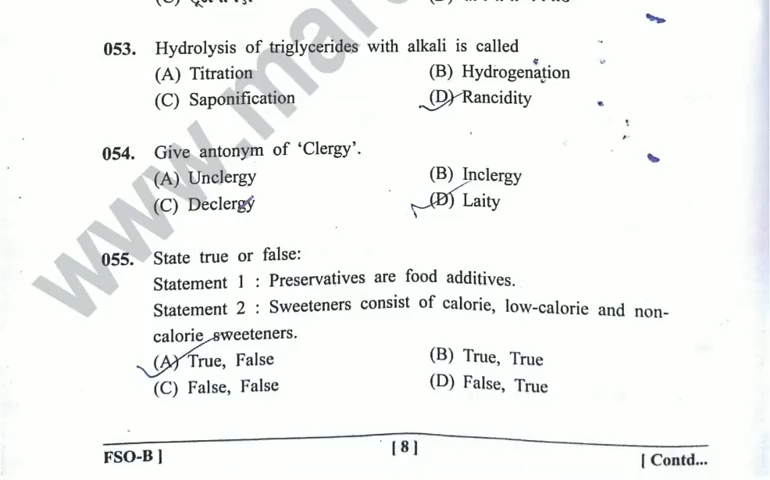 053. Hydrolysis of triglycerides with alkali is called
(A) Titration (B) Hydrogenation
(C) Saponification (D) Rancidity
054. Give antonym of ‘Clergy’.
(A) Unclergy (B) Inclergy
(C) Declergy (D) Laity
055. State true or false:
Statement 1 : Preservatives are food additives.
Statement 2 : Sweeteners consist of calorie, low-calorie and non-
calorie sweeteners.
(A) True, False (B) True, True
(C) False, False (D) False, True
FSO-B ] [ 8 ] [ Contd...
www.mar